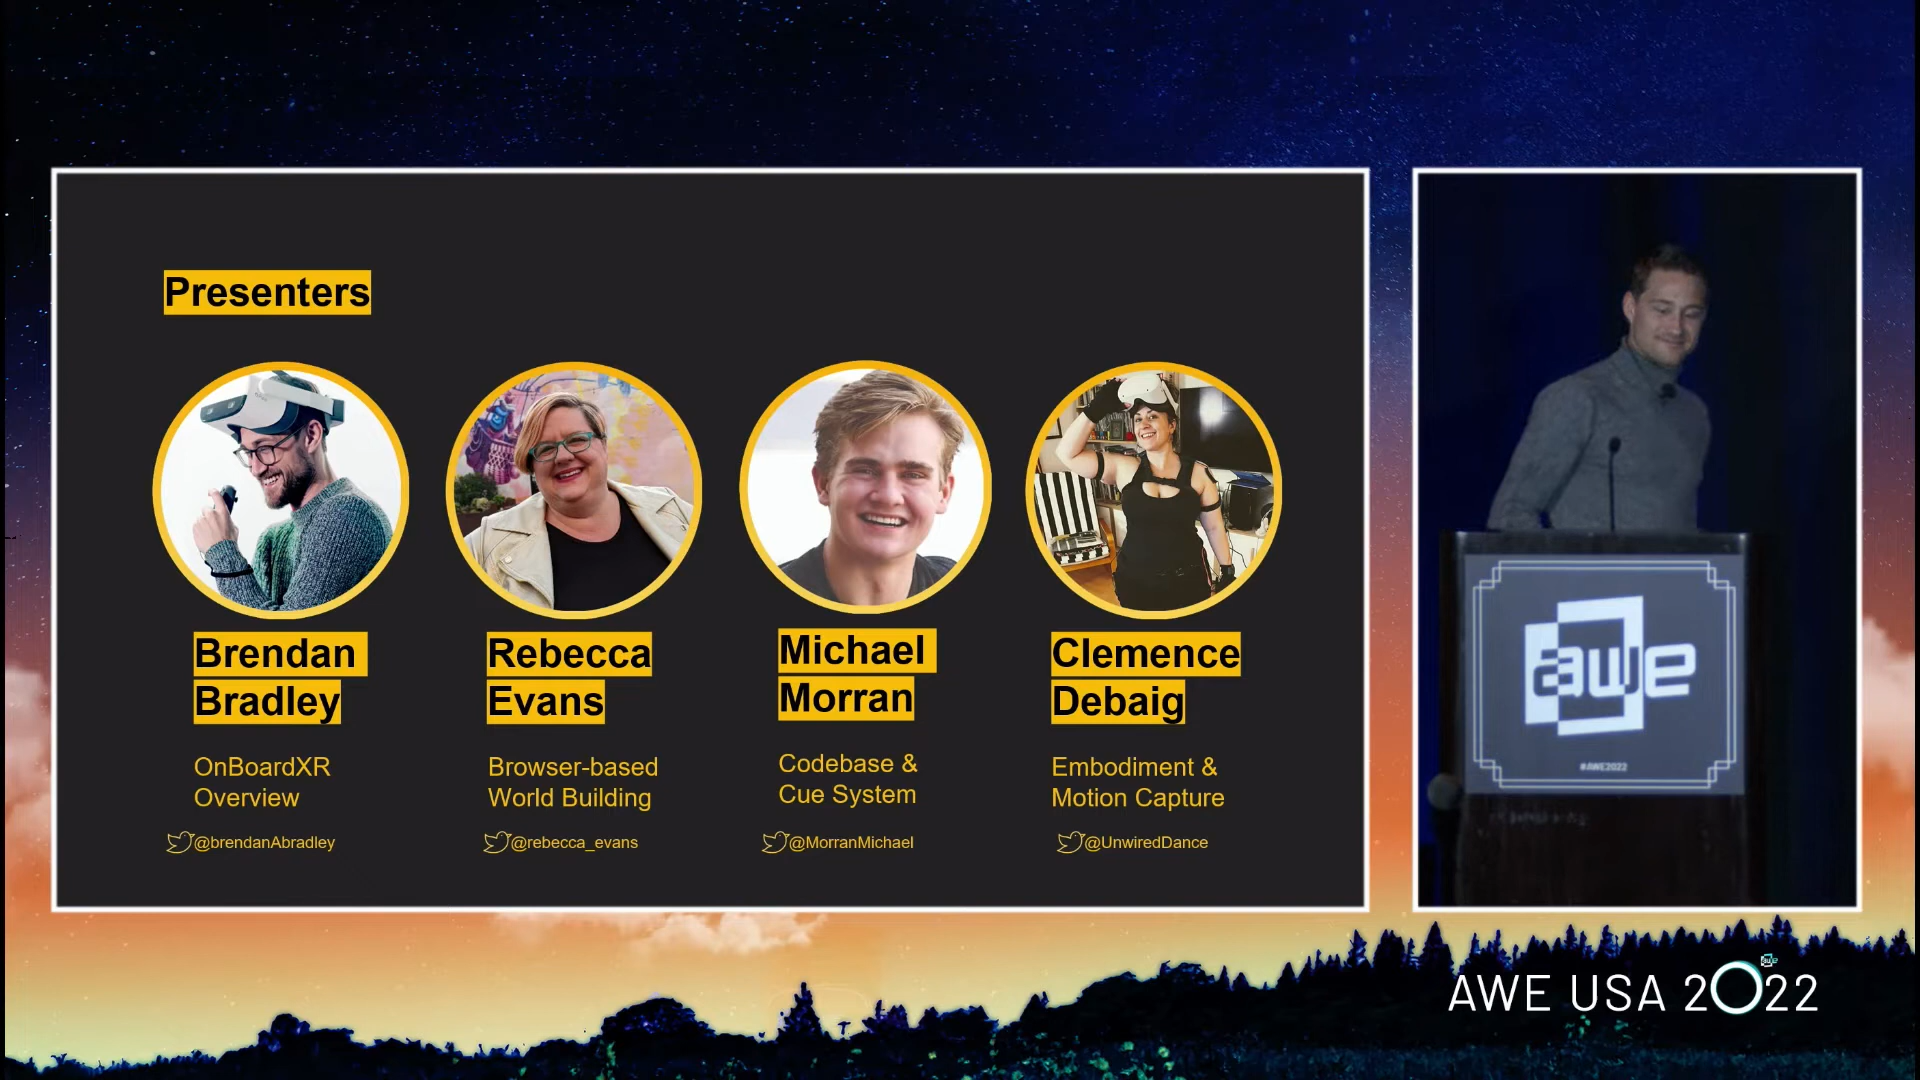 Presenters
Brendan
Bradley
OnBoardXR
Overview
@brendanAbradley
Rebecca
Evans
Browser-based
World Building
@rebecca_evans
Michael
Morran
Codebase &
Cue System
@MorranMichael
Clemence
Debaig
Embodiment &
Motion Capture
@UnwiredDance
awe
#AWE2022
AWE USA 2022